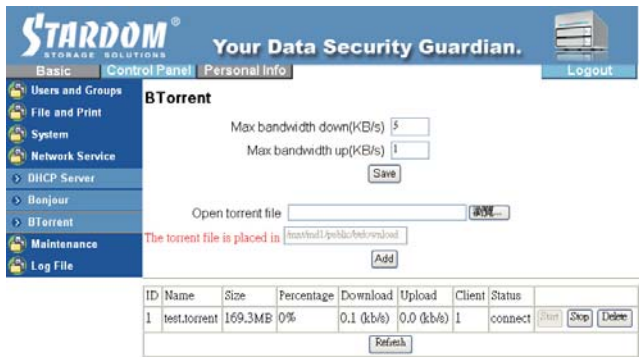 STARDOM®
STORAGE SOLUTIONS
Your Data Security Guardian.
Basic Control Panel Personal Info Logout
Users and Groups
File and Print
System
Network Service
DHCP Server
Bonjour
BTorrent
Maintenance
Log File
BTorrent
Max bandwidth down(KB/s) 5
Max bandwidth up(KB/s) 1
Save
Open torrent file
The torrent file is placed in
Add
ID Name Size Percentage Download Upload Client Status
1 test.torrent 169.3MB 0% 0.1 (kb/s) 0.0 (kb/s) 1 connect Start Stop Delete
Refresh